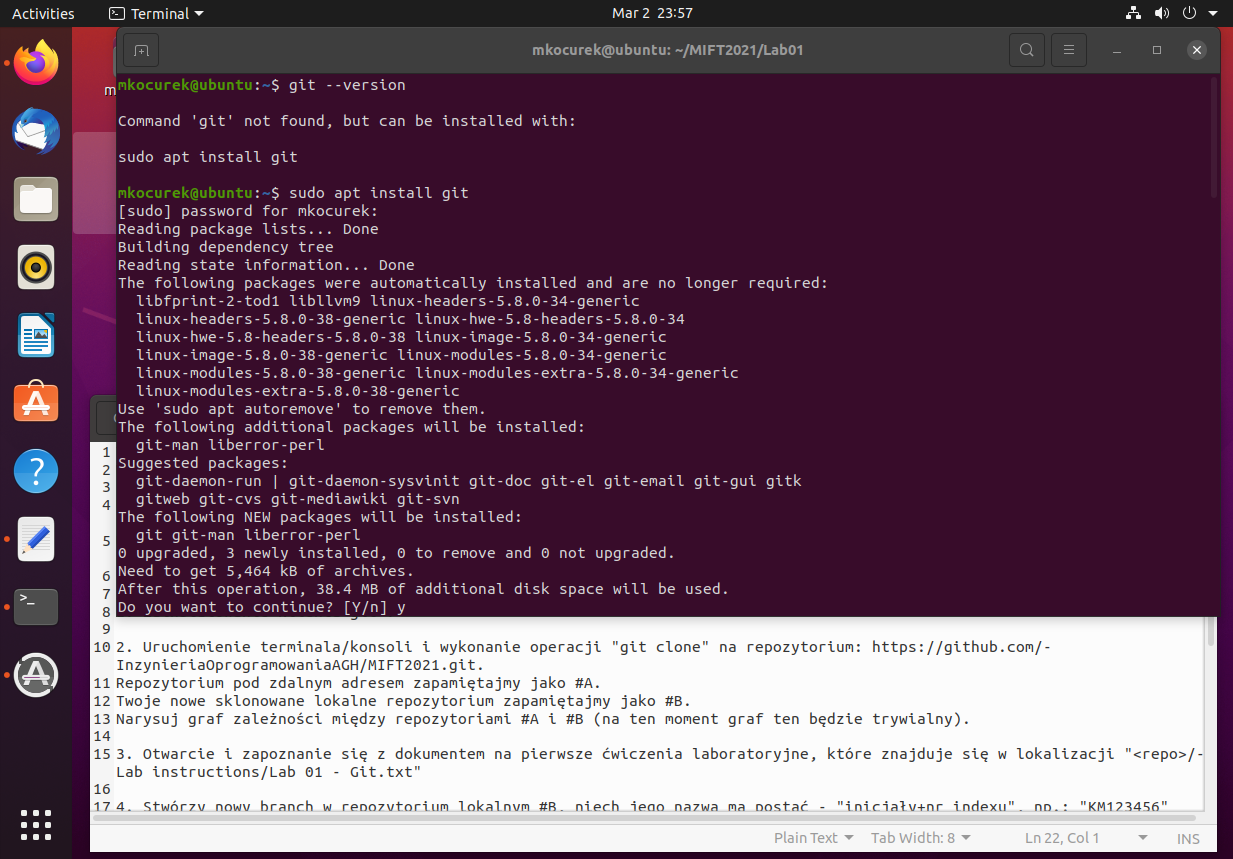 Activities
Terminal
Mar 2 23:57
mkocurek@ubuntu: ~/MIFT2021/Lab01
m
mkocurek@ubuntu:~$ git --version
Command 'git' not found, but can be installed with:
sudo apt install git
mkocurek@ubuntu:~$ sudo apt install git
[sudo] password for mkocurek:
Reading package lists... Done
Building dependency tree
Reading state information... Done
The following packages were automatically installed and are no longer required:
libfprint-2-tod1 libllvm9 linux-headers-5.8.0-34-generic
linux-headers-5.8.0-38-generic linux-hwe-5.8-headers-5.8.0-34
linux-hwe-5.8-headers-5.8.0-38 linux-image-5.8.0-34-generic
linux-image-5.8.0-38-generic linux-modules-5.8.0-34-generic
linux-modules-5.8.0-38-generic linux-modules-extra-5.8.0-34-generic
linux-modules-extra-5.8.0-38-generic
Use 'sudo apt autoremove' to remove them.
The following additional packages will be installed:
git-man liberror-perl
Suggested packages:
git-daemon-run | git-daemon-sysvinit git-doc git-el git-email git-gui gitk
gitweb git-cvs git-mediawiki git-svn
The following NEW packages will be installed:
git git-man liberror-perl
0 upgraded, 3 newly installed, 0 to remove and 0 not upgraded.
Need to get 5,464 kB of archives.
After this operation, 38.4 MB of additional disk space will be used.
Do you want to continue? [Y/n] y
1
2
3
4
5
6
7
8
9
10 2. Uruchomienie terminala/konsoli i wykonanie operacji "git clone" na repozytorium: https://github.com/-
InzynieriaOprogramowaniaAGH/MIFT2021.git.
11 Repozytorium pod zdalnym adresem zapamiętajmy jako #A.
12 Twoje nowe sklonowane lokalne repozytorium zapamiętajmy jako #B.
13 Narysuj graf zależności między repozytoriami #A i #B (na ten moment graf ten będzie trywialny).
14
15 3. Otwarcie i zapoznanie się z dokumentem na pierwsze ćwiczenia laboratoryjne, które znajduje się w lokalizacji "<repo>/-
Lab instructions/Lab 01 - Git.txt"
16
17 4. Stwórzy nowy branch w repozytorium lokalnym #B, niech jego nazwa ma postać - "inicjały+nr indexu", np.: "KM123456"
Plain Text
Tab Width: 8
Ln 22, Col 1
INS